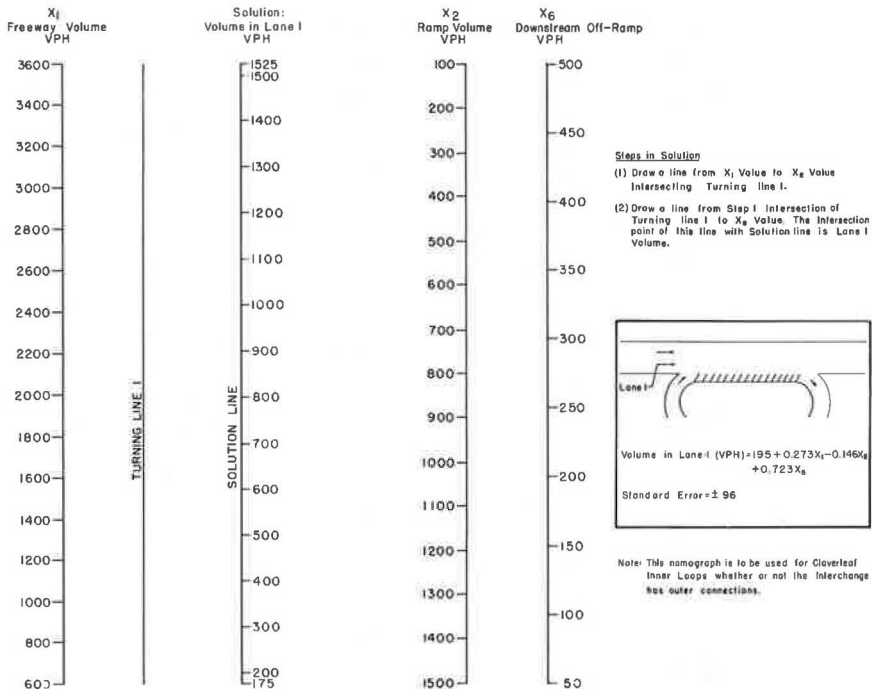 X1
Freeway Volume
VPH
3600
3400
3200
3000
2800
2600
2400
2200
2000
1800
1600
1400
1200
1000
800
600
TURNING LINE I
Solution:
Volume in Lane I
VPH
1525
1500
1400
1300
1200
1100
1000
900
800
700
600
500
400
300
200
175
SOLUTION LINE
X2
Ramp Volume
VPH
100
200
300
400
500
600
700
800
900
1000
1100
1200
1300
1400
1500
X6
Downstream Off-Ramp
VPH
500
450
400
350
300
250
200
150
100
50
Steps in Solution
(1) Draw a line from X1 Value to X2 Value
Intersecting Turning line I.
(2) Draw a line from Step I Intersection of
Turning line I to X6 Value. The Intersection
point of this line with Solution line is Lane I
Volume.
Lane I
Volume in Lane I (VPH)=195+0.273X1-0.146X2
+0.723X6
Standard Error=± 96
Note: This nomograph is to be used for Cloverleaf
Inner Loops whether or not the Interchange
has outer connections.